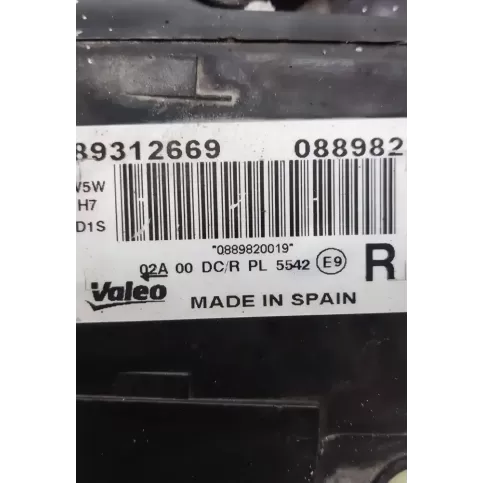 89312669 088982
W5W
H7
D1S
"0889820019"
02A 00 DC/R PL 5542 E9 R
Valeo MADE IN SPAIN